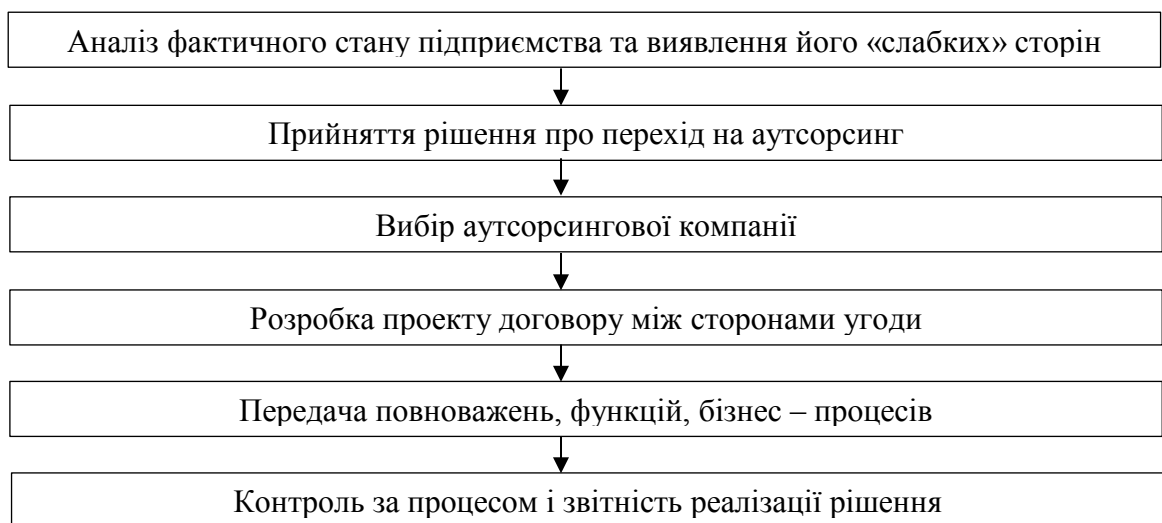 Аналіз фактичного стану підприємства та виявлення його «слабких» сторін
Прийняття рішення про перехід на аутсорсинг
Вибір аутсорсингової компанії
Розробка проекту договору між сторонами угоди
Передача повноважень, функцій, бізнес – процесів
Контроль за процесом і звітність реалізації рішення